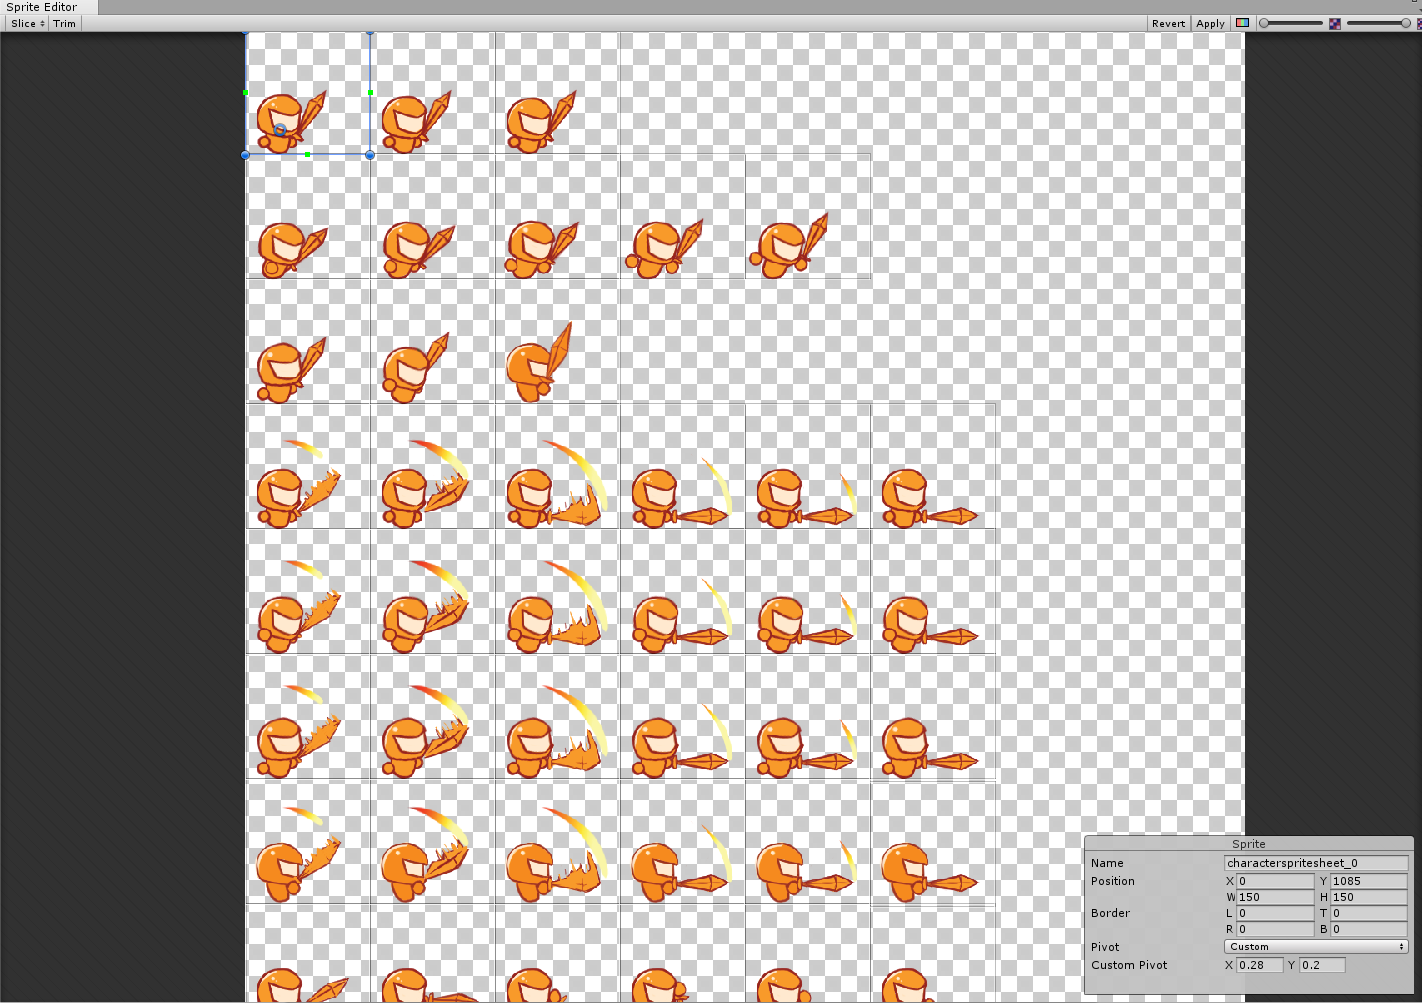 Sprite Editor
Slice Trim Revert Apply
Sprite
Name characterspritesheet_0
Position X 0 Y 1085
W 150 H 150
Border L 0 T 0
R 0 B 0
Pivot Custom
Custom Pivot X 0.28 Y 0.2